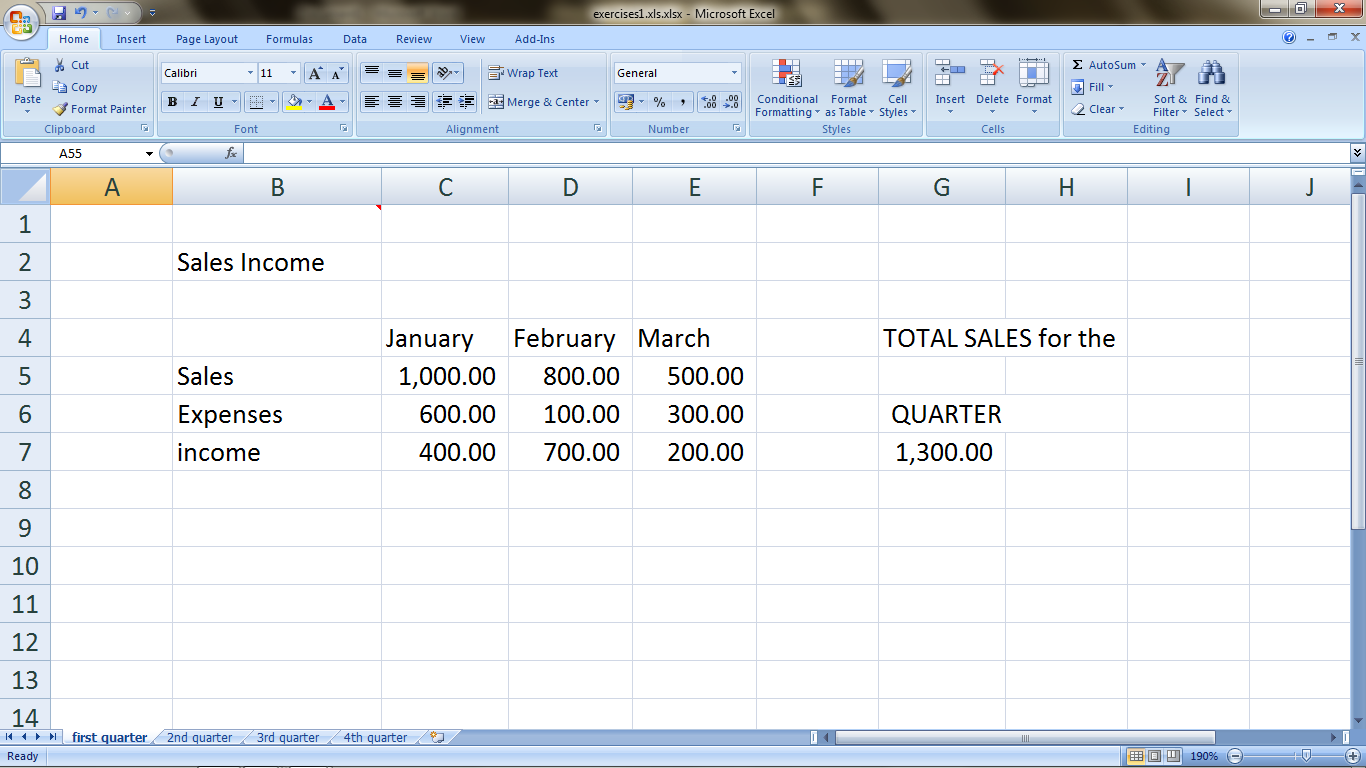 exercises1.xls.xlsx - Microsoft Excel
Home Insert Page Layout Formulas Data Review View Add-Ins
Paste
Cut
Copy
Format Painter
Clipboard
Calibri 11
B I U
Font
Wrap Text
Merge & Center
Alignment
General
% ,
Number
Conditional Formatting
Format as Table
Cell Styles
Styles
Insert Delete Format
Cells
Σ AutoSum
Fill
Clear
Sort & Filter
Find & Select
Editing
A55 fx
A B C D E F G H I J
1
2 Sales Income
3
4 January February March TOTAL SALES for the
5 Sales 1,000.00 800.00 500.00
6 Expenses 600.00 100.00 300.00 QUARTER
7 income 400.00 700.00 200.00 1,300.00
8
9
10
11
12
13
14
first quarter 2nd quarter 3rd quarter 4th quarter
Ready 190%